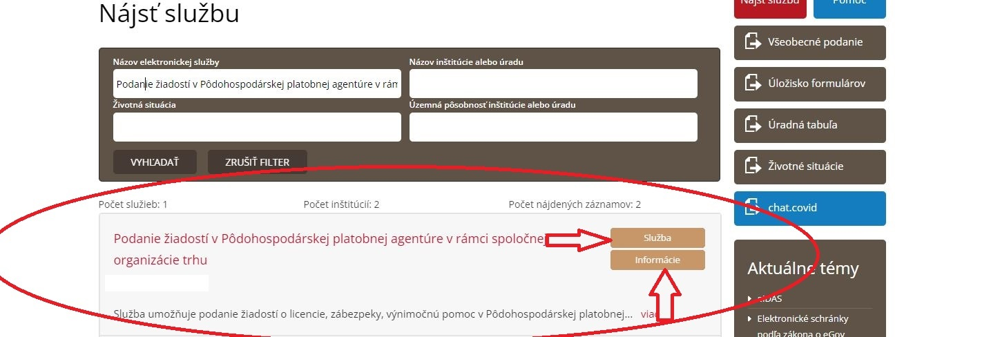 Nájsť službu
Nájsť službu
Pomoc
Názov elektronickej služby
Názov inštitúcie alebo úradu
Podanie žiadostí v Pôdohospodárskej platobnej agentúre v rám
Životná situácia
Územná pôsobnosť inštitúcie alebo úradu
VYHĽADAŤ
ZRUŠIŤ FILTER
Počet služieb: 1
Počet inštitúcií: 2
Počet nájdených záznamov: 2
Podanie žiadostí v Pôdohospodárskej platobnej agentúre v rámci spoločnej
organizácie trhu
Služba
Informácie
Služba umožňuje podanie žiadostí o licencie, zábezpeky, výnimočnú pomoc v Pôdohospodárskej platobnej...
Všeobecné podanie
Úložisko formulárov
Úradná tabuľa
Životné situácie
chat.covid
Aktuálne témy
eIDAS
Elektronické schránky
podľa zákona o eGov